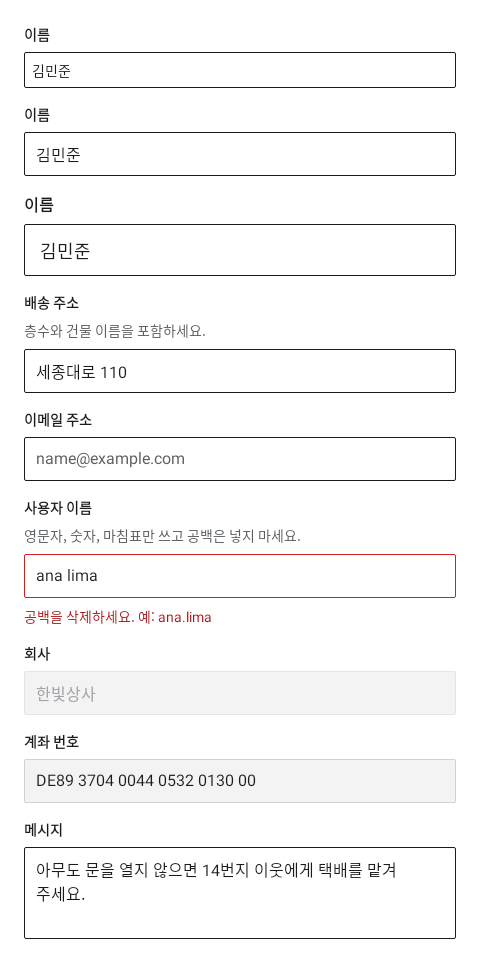 이름
김민준
이름
김민준
이름
김민준
배송 주소
층수와 건물 이름을 포함하세요.
세종대로 110
이메일 주소
name@example.com
사용자 이름
영문자, 숫자, 마침표만 쓰고 공백은 넣지 마세요.
ana lima
공백을 삭제하세요. 예: ana.lima
회사
한빛상사
계좌 번호
DE89 3704 0044 0532 0130 00
메시지
아무도 문을 열지 않으면 14번지 이웃에게 택배를 맡겨
주세요.